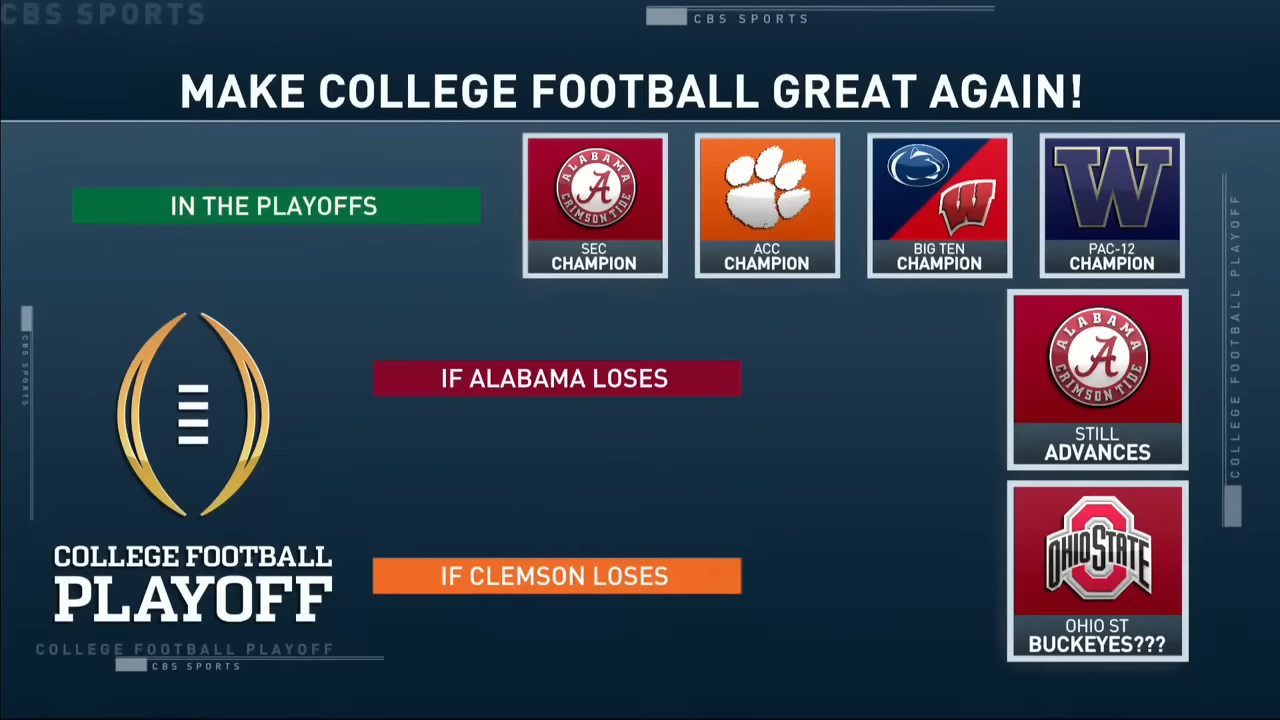 CBS SPORTS
CBS SPORTS
MAKE COLLEGE FOOTBALL GREAT AGAIN!
IN THE PLAYOFFS
ALABAMA
A
CRIMSON TIDE
SEC
CHAMPION
ACC
CHAMPION
W
BIG TEN
CHAMPION
W
PAC-12
CHAMPION
CBS SPORTS
COLLEGE FOOTBALL PLAYOFF
IF ALABAMA LOSES
ALABAMA
A
CRIMSON TIDE
STILL
ADVANCES
COLLEGE FOOTBALL
PLAYOFF
IF CLEMSON LOSES
OHIO STATE
OHIO ST
BUCKEYES???
COLLEGE FOOTBALL PLAYOFF
CBS SPORTS